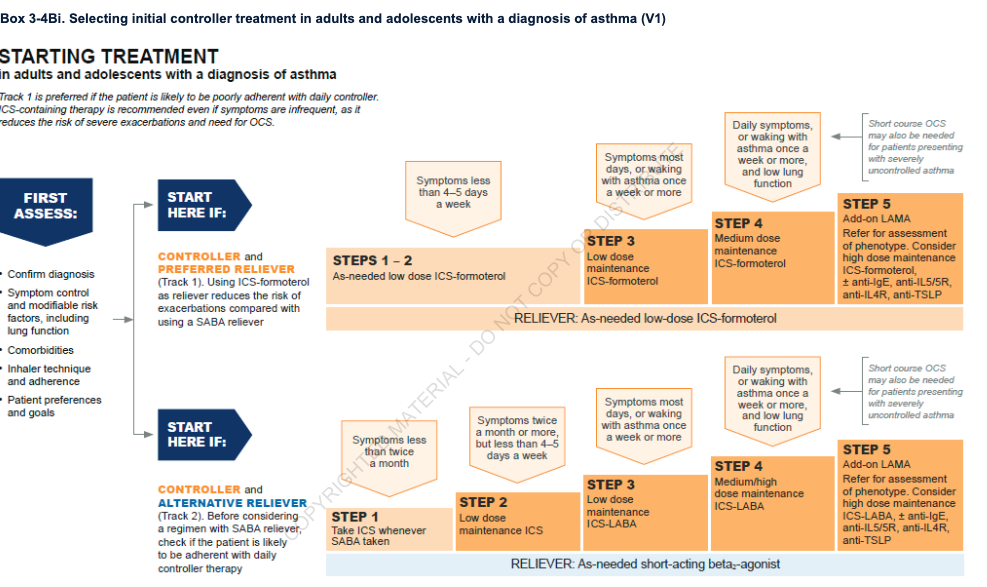 Box 3-4Bi. Selecting initial controller treatment in adults and adolescents with a diagnosis of asthma (V1)
STARTING TREATMENT
in adults and adolescents with a diagnosis of asthma
Track 1 is preferred if the patient is likely to be poorly adherent with daily controller.
ICS-containing therapy is recommended even if symptoms are infrequent, as it
reduces the risk of severe exacerbations and need for OCS.
FIRST
ASSESS:
• Confirm diagnosis
• Symptom control
and modifiable risk
factors, including
lung function
• Comorbidities
• Inhaler technique
and adherence
• Patient preferences
and goals
START
HERE IF:
CONTROLLER and
PREFERRED RELIEVER
(Track 1). Using ICS-formoterol
as reliever reduces the risk of
exacerbations compared with
using a SABA reliever
Symptoms less
than 4–5 days
a week
Symptoms most
days, or waking
with asthma once
a week or more
Daily symptoms,
or waking with
asthma once a
week or more,
and low lung
function
Short course OCS
may also be needed
for patients presenting
with severely
uncontrolled asthma
STEPS 1 – 2
As-needed low dose ICS-formoterol
STEP 3
Low dose
maintenance
ICS-formoterol
STEP 4
Medium dose
maintenance
ICS-formoterol
STEP 5
Add-on LAMA
Refer for assessment
of phenotype. Consider
high dose maintenance
ICS-formoterol,
± anti-IgE, anti-IL5/5R,
anti-IL4R, anti-TSLP
RELIEVER: As-needed low-dose ICS-formoterol
START
HERE IF:
CONTROLLER and
ALTERNATIVE RELIEVER
(Track 2). Before considering
a regimen with SABA reliever,
check if the patient is likely
to be adherent with daily
controller therapy
Symptoms less
than twice
a month
Symptoms twice
a month or more,
but less than 4–5
days a week
Symptoms most
days, or waking
with asthma once
a week or more
Daily symptoms,
or waking with
asthma once a
week or more,
and low lung
function
Short course OCS
may also be needed
for patients presenting
with severely
uncontrolled asthma
STEP 1
Take ICS whenever
SABA taken
STEP 2
Low dose
maintenance ICS
STEP 3
Low dose
maintenance
ICS-LABA
STEP 4
Medium/high
dose maintenance
ICS-LABA
STEP 5
Add-on LAMA
Refer for assessment
of phenotype. Consider
high dose maintenance
ICS-LABA, ± anti-IgE,
anti-IL5/5R, anti-IL4R,
anti-TSLP
RELIEVER: As-needed short-acting beta₂-agonist
COPYRIGHTED MATERIAL - DO NOT COPY OR DISTRIBUTE